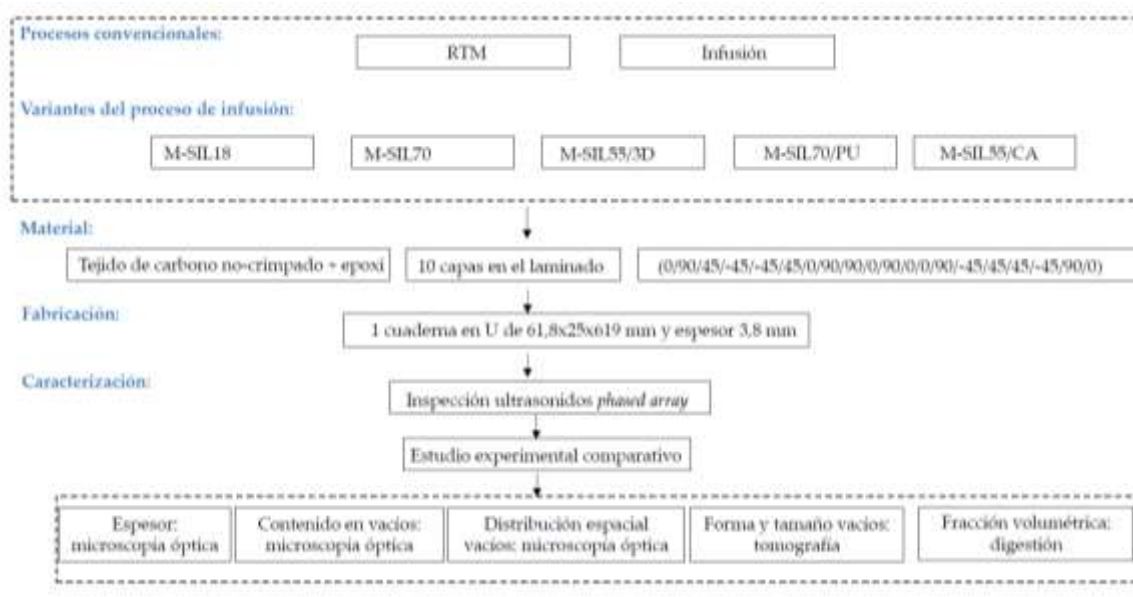 Procesos convencionales:
RTM
Infusión
Variantes del proceso de infusión:
M-SIL18
M-SIL70
M-SIL55/3D
M-SIL70/PU
M-SIL55/CA
Material:
Tejido de carbono no-crimpado + epoxi
10 capas en el laminado
(0/90/45/-45/-45/45/0/90/90/0/90/0/0/90/-45/45/45/-45/90/0)
Fabricación:
1 cuaderna en U de 61,8x25x619 mm y espesor 3,8 mm
Caracterización:
Inspección ultrasonidos phased array
Estudio experimental comparativo
Espesor:
microscopía óptica
Contenido en vacíos:
microscopía óptica
Distribución espacial
vacíos: microscopía óptica
Forma y tamaño vacíos:
tomografía
Fracción volumétrica:
digestión